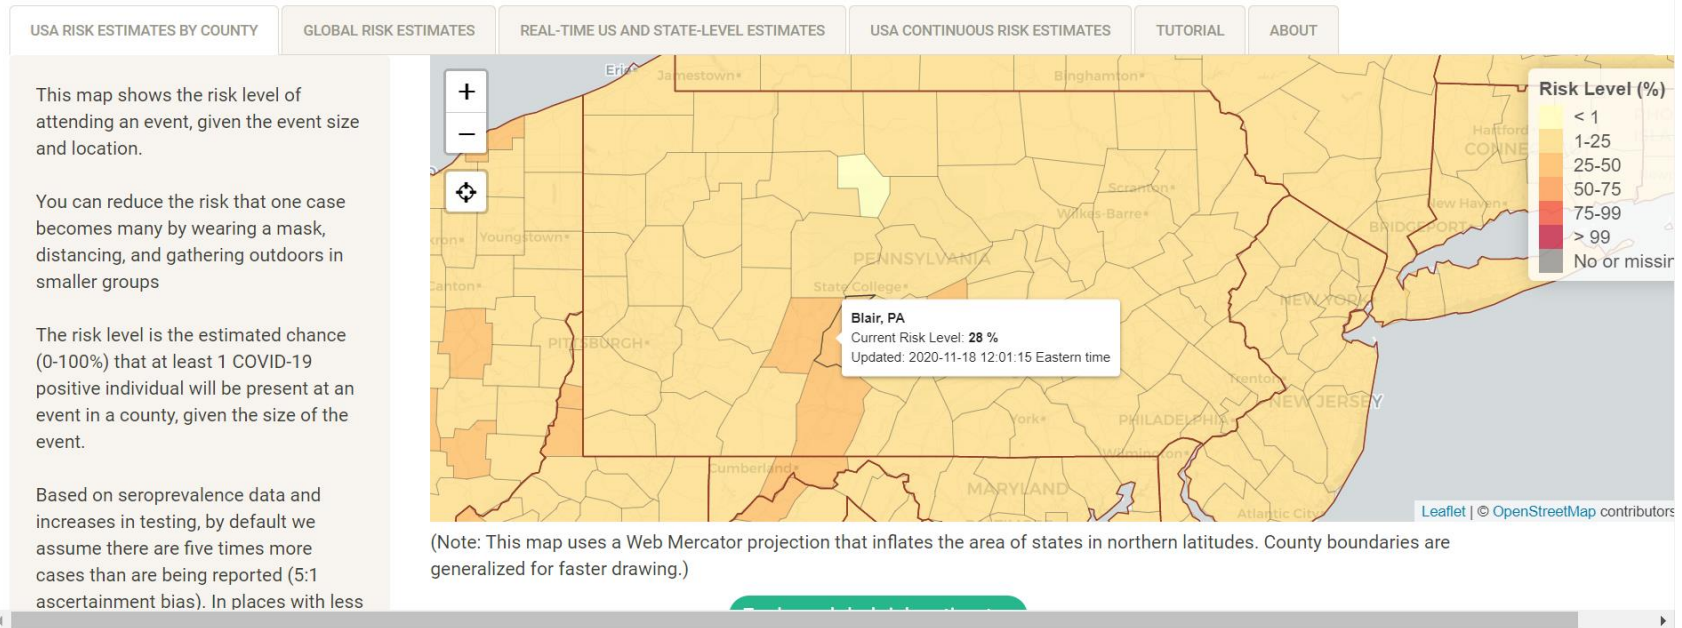 USA RISK ESTIMATES BY COUNTY
GLOBAL RISK ESTIMATES
REAL-TIME US AND STATE-LEVEL ESTIMATES
USA CONTINUOUS RISK ESTIMATES
TUTORIAL
ABOUT
This map shows the risk level of
attending an event, given the event size
and location.
You can reduce the risk that one case
becomes many by wearing a mask,
distancing, and gathering outdoors in
smaller groups
The risk level is the estimated chance
(0-100%) that at least 1 COVID-19
positive individual will be present at an
event in a county, given the size of the
event.
Based on seroprevalence data and
increases in testing, by default we
assume there are five times more
cases than are being reported (5:1
ascertainment bias). In places with less
+
−
Erie
Jamestown
Binghamton
Hartford
CONNE
Scranton
Wilkes-Barre
New Haven
BRIDGEPORT
kron
Youngstown
PENNSYLVANIA
Canton
State College
NEW YORK
PITTSBURGH
Trenton
NEW JERSEY
York
PHILADELPHIA
Wilmington
Cumberland
MARYLAND
Atlantic City
Blair, PA
Current Risk Level: 28 %
Updated: 2020-11-18 12:01:15 Eastern time
Risk Level (%)
< 1
1-25
25-50
50-75
75-99
> 99
No or missin
Leaflet | © OpenStreetMap contributors
(Note: This map uses a Web Mercator projection that inflates the area of states in northern latitudes. County boundaries are
generalized for faster drawing.)